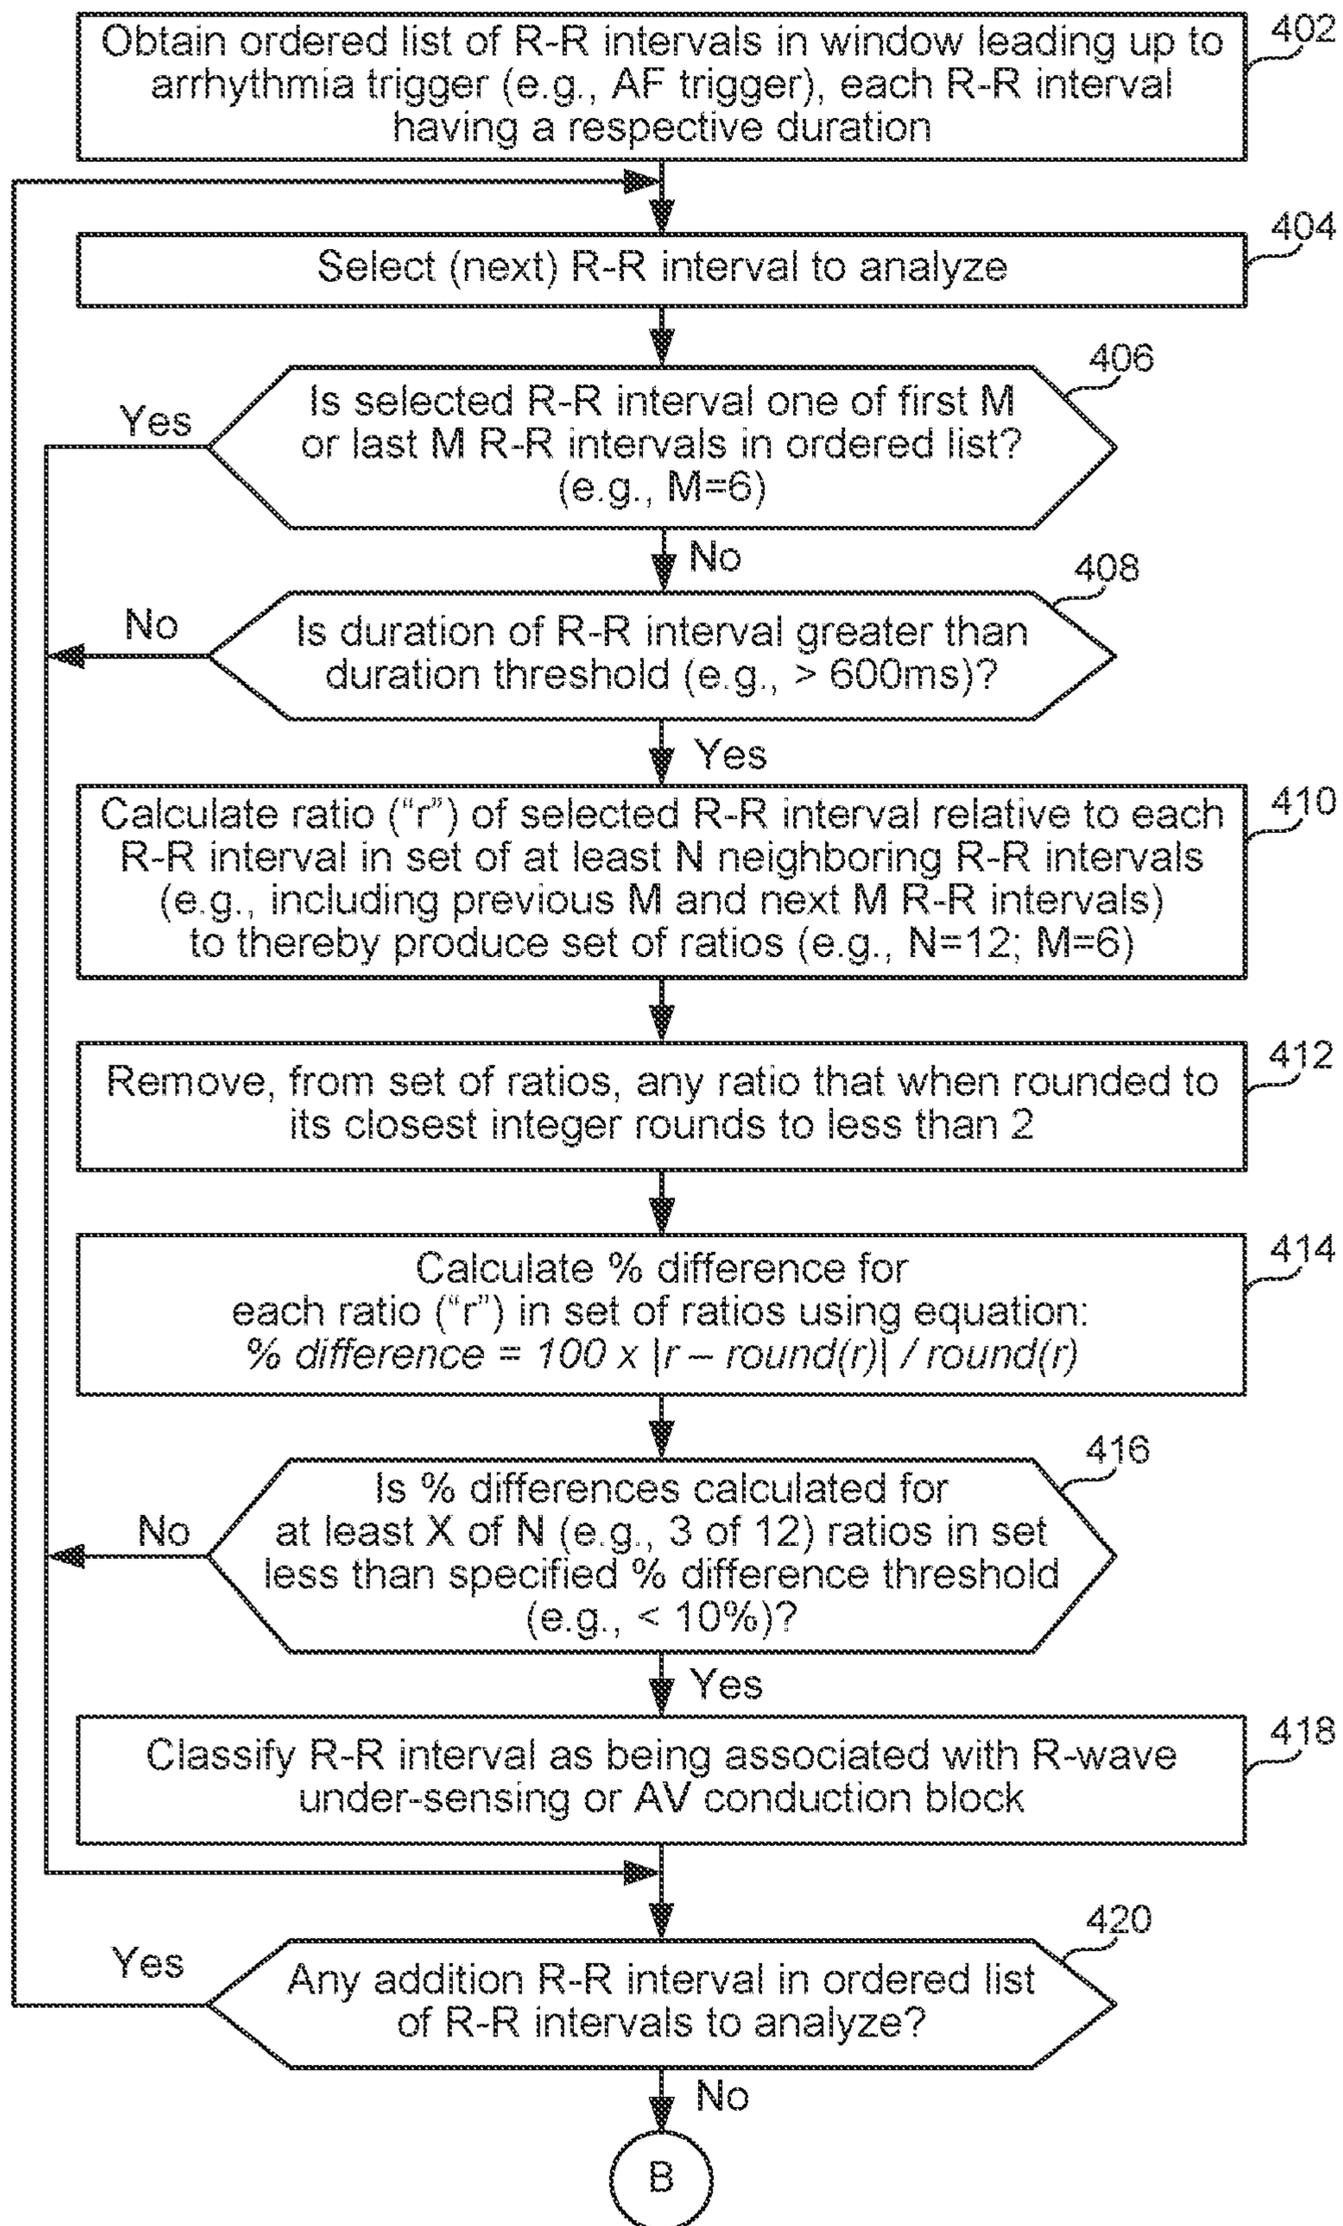 402
Obtain ordered list of R-R intervals in window leading up to
arrhythmia trigger (e.g., AF trigger), each R-R interval
having a respective duration
404
Select (next) R-R interval to analyze
406
Is selected R-R interval one of first M
or last M R-R intervals in ordered list?
(e.g., M=6)
Yes
No
408
Is duration of R-R interval greater than
duration threshold (e.g., > 600ms)?
No
Yes
410
Calculate ratio (“r”) of selected R-R interval relative to each
R-R interval in set of at least N neighboring R-R intervals
(e.g., including previous M and next M R-R intervals)
to thereby produce set of ratios (e.g., N=12; M=6)
412
Remove, from set of ratios, any ratio that when rounded to
its closest integer rounds to less than 2
414
Calculate % difference for
each ratio (“r”) in set of ratios using equation:
% difference = 100 x |r – round(r)| / round(r)
416
Is % differences calculated for
at least X of N (e.g., 3 of 12) ratios in set
less than specified % difference threshold
(e.g., < 10%)?
No
Yes
418
Classify R-R interval as being associated with R-wave
under-sensing or AV conduction block
420
Any addition R-R interval in ordered list
of R-R intervals to analyze?
Yes
No
B